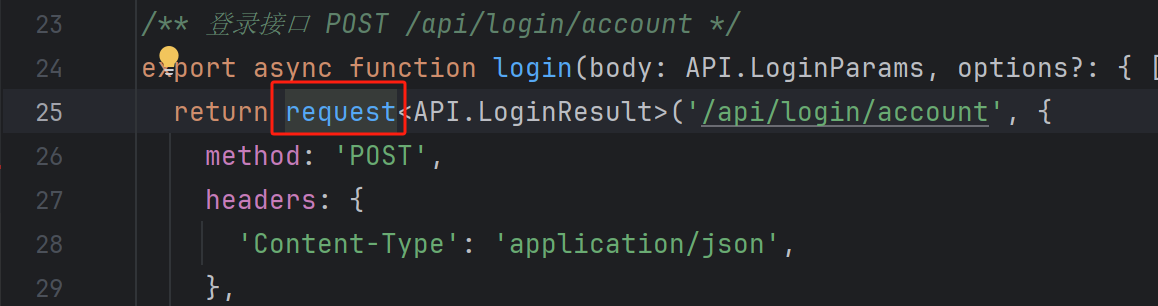 23 /** 登录接口 POST /api/login/account */
24 export async function login(body: API.LoginParams, options?: { [
25 return request<API.LoginResult>('/api/login/account', {
26 method: 'POST',
27 headers: {
28 'Content-Type': 'application/json',
29 },